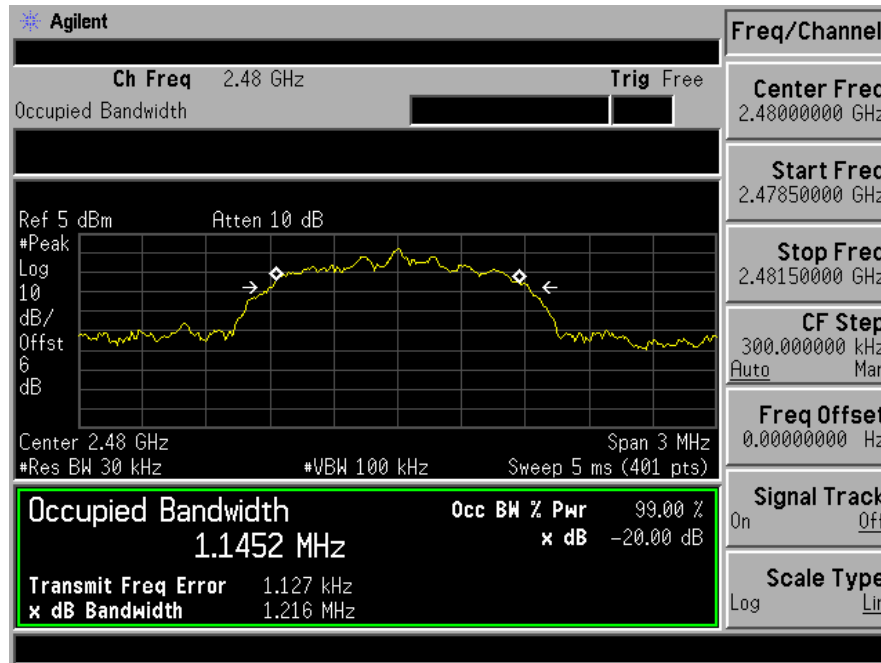 Agilent
Freq/Channel
Ch Freq 2.48 GHz Trig Free
Occupied Bandwidth
Center Freq
2.48000000 GHz
Start Freq
2.47850000 GHz
Stop Freq
2.48150000 GHz
CF Step
300.000000 kHz
Auto Man
Freq Offset
0.00000000 Hz
Signal Track
On Off
Scale Type
Log Lin
Ref 5 dBm Atten 10 dB
#Peak
Log
10
dB/
Offst
6
dB
Center 2.48 GHz Span 3 MHz
#Res BW 30 kHz #VBW 100 kHz Sweep 5 ms (401 pts)
Occupied Bandwidth
1.1452 MHz
Occ BW % Pwr 99.00 %
x dB -20.00 dB
Transmit Freq Error 1.127 kHz
x dB Bandwidth 1.216 MHz